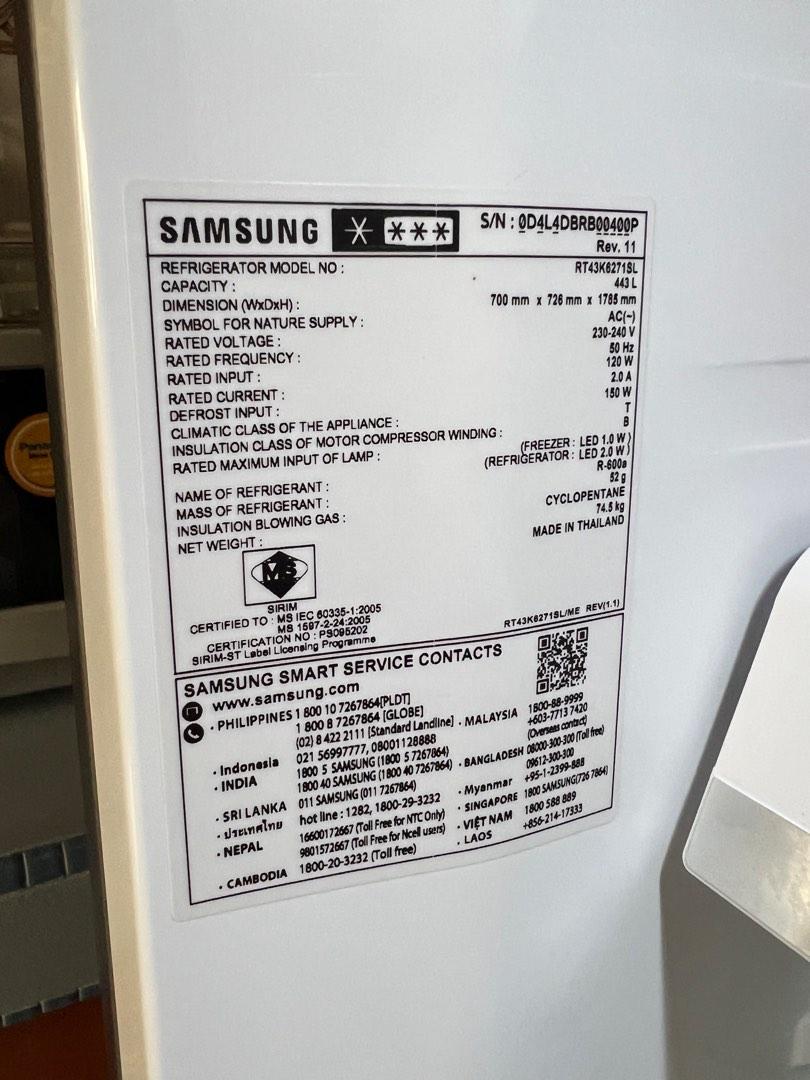 SAMSUNG
S/N : 0D4L4DBRB00400P
Rev. 11
REFRIGERATOR MODEL NO : RT43K6271SL
CAPACITY : 443 L
DIMENSION (WxDxH) : 700 mm x 726 mm x 1785 mm
SYMBOL FOR NATURE SUPPLY : AC(~)
RATED VOLTAGE : 230-240 V
RATED FREQUENCY : 50 Hz
RATED INPUT : 120 W
RATED CURRENT : 2.0 A
DEFROST INPUT : 150 W
CLIMATIC CLASS OF THE APPLIANCE : T
INSULATION CLASS OF MOTOR COMPRESSOR WINDING : B
RATED MAXIMUM INPUT OF LAMP : (FREEZER : LED 1.0 W)
(REFRIGERATOR : LED 2.0 W)
NAME OF REFRIGERANT : R-600a
MASS OF REFRIGERANT : 52 g
INSULATION BLOWING GAS : CYCLOPENTANE
NET WEIGHT : 74.5 kg
MADE IN THAILAND
MS
SIRIM
CERTIFIED TO : MS IEC 60335-1:2005
MS 1597-2-24:2005
CERTIFICATION NO : PS095202
SIRIM-ST Label Licensing Programme
RT43K6271SL/ME REV(1.1)
SAMSUNG SMART SERVICE CONTACTS
www.samsung.com
· PHILIPPINES 1 800 10 7267864[PLDT]
1 800 8 7267864 [GLOBE]
(02) 8 422 2111 [Standard Landline]
· Indonesia 021 56997777, 08001128888
· INDIA 1800 5 SAMSUNG (1800 5 7267864)
1800 40 SAMSUNG (1800 40 7267864)
· SRI LANKA 011 SAMSUNG (011 7267864)
· ประเทศไทย hot line : 1282, 1800-29-3232
· NEPAL 16600172667 (Toll Free for NTC Only)
9801572667 (Toll Free for Ncell users)
· CAMBODIA 1800-20-3232 (Toll free)
· MALAYSIA 1800-88-9999
+603-7713 7420
(Overseas contact)
· BANGLADESH 08000-300-300 (Toll free)
09612-300-300
· Myanmar +95-1-2399-888
· SINGAPORE 1800 SAMSUNG(726 7864)
· VIỆT NAM 1800 588 889
· LAOS +856-214-17333